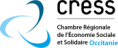 cress
Chambre Régionale
de l'Économie Sociale
et Solidaire Occitanie